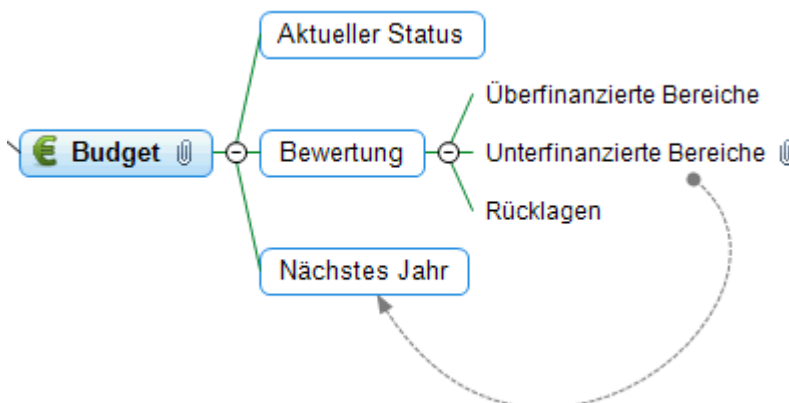 Aktueller Status
Überfinanzierte Bereiche
Budget
Bewertung
Unterfinanzierte Bereiche
Rücklagen
Nächstes Jahr